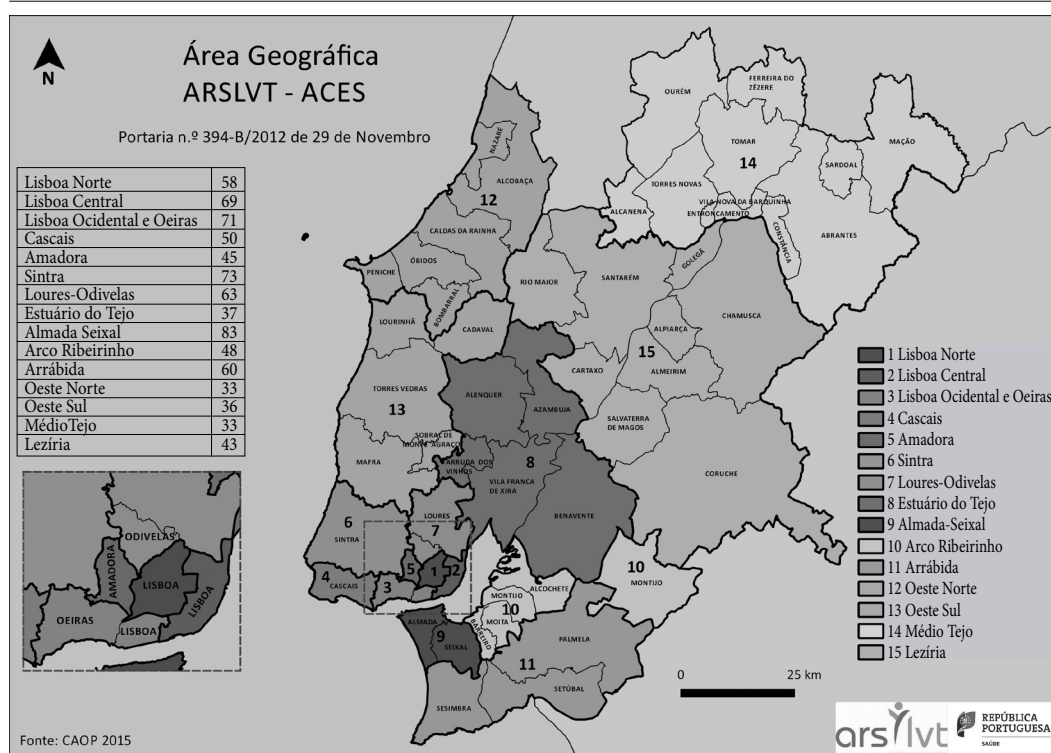 Área Geográfica
ARSLVT - ACES
Portaria n.º 394-B/2012 de 29 de Novembro
N
Lisboa Norte 58
Lisboa Central 69
Lisboa Ocidental e Oeiras 71
Cascais 50
Amadora 45
Sintra 73
Loures-Odivelas 63
Estuário do Tejo 37
Almada Seixal 83
Arco Ribeirinho 48
Arrábida 60
Oeste Norte 33
Oeste Sul 36
MédioTejo 33
Lezíria 43
OURÉM
FERREIRA DO
ZÊZERE
TOMAR
14
SARDOAL
MAÇÃO
TORRES NOVAS
VILA NOVA DA BARQUINHA
ALCANENA
ENTRONCAMENTO
CONSTÂNCIA
ABRANTES
NAZARÉ
ALCOBAÇA
12
CALDAS DA RAINHA
ÓBIDOS
PENICHE
BOMBARRAL
LOURINHÃ
CADAVAL
RIO MAIOR
SANTARÉM
GOLEGÃ
CHAMUSCA
ALPIARÇA
15
CARTAXO
ALMEIRIM
SALVATERRA
DE MAGOS
CORUCHE
TORRES VEDRAS
13
ALENQUER
AZAMBUJA
SOBRAL DE
MONTE AGRAÇO
MAFRA
ARRUDA DOS
VINHOS
8
VILA FRANCA
DE XIRA
BENAVENTE
LOURES
7
6
SINTRA
5
1
2
4
CASCAIS
3
10
MONTIJO
ALCOCHETE
MONTIJO
10
MOITA
BARREIRO
ALMADA
9
SEIXAL
PALMELA
11
SETÚBAL
SESIMBRA
1 Lisboa Norte
2 Lisboa Central
3 Lisboa Ocidental e Oeiras
4 Cascais
5 Amadora
6 Sintra
7 Loures-Odivelas
8 Estuário do Tejo
9 Almada-Seixal
10 Arco Ribeirinho
11 Arrábida
12 Oeste Norte
13 Oeste Sul
14 Médio Tejo
15 Lezíria
ODIVELAS
AMADORA
LISBOA
LISBOA
OEIRAS
LISBOA
0 25 km
Fonte: CAOP 2015
arslvt
REPÚBLICA
PORTUGUESA
SAÚDE